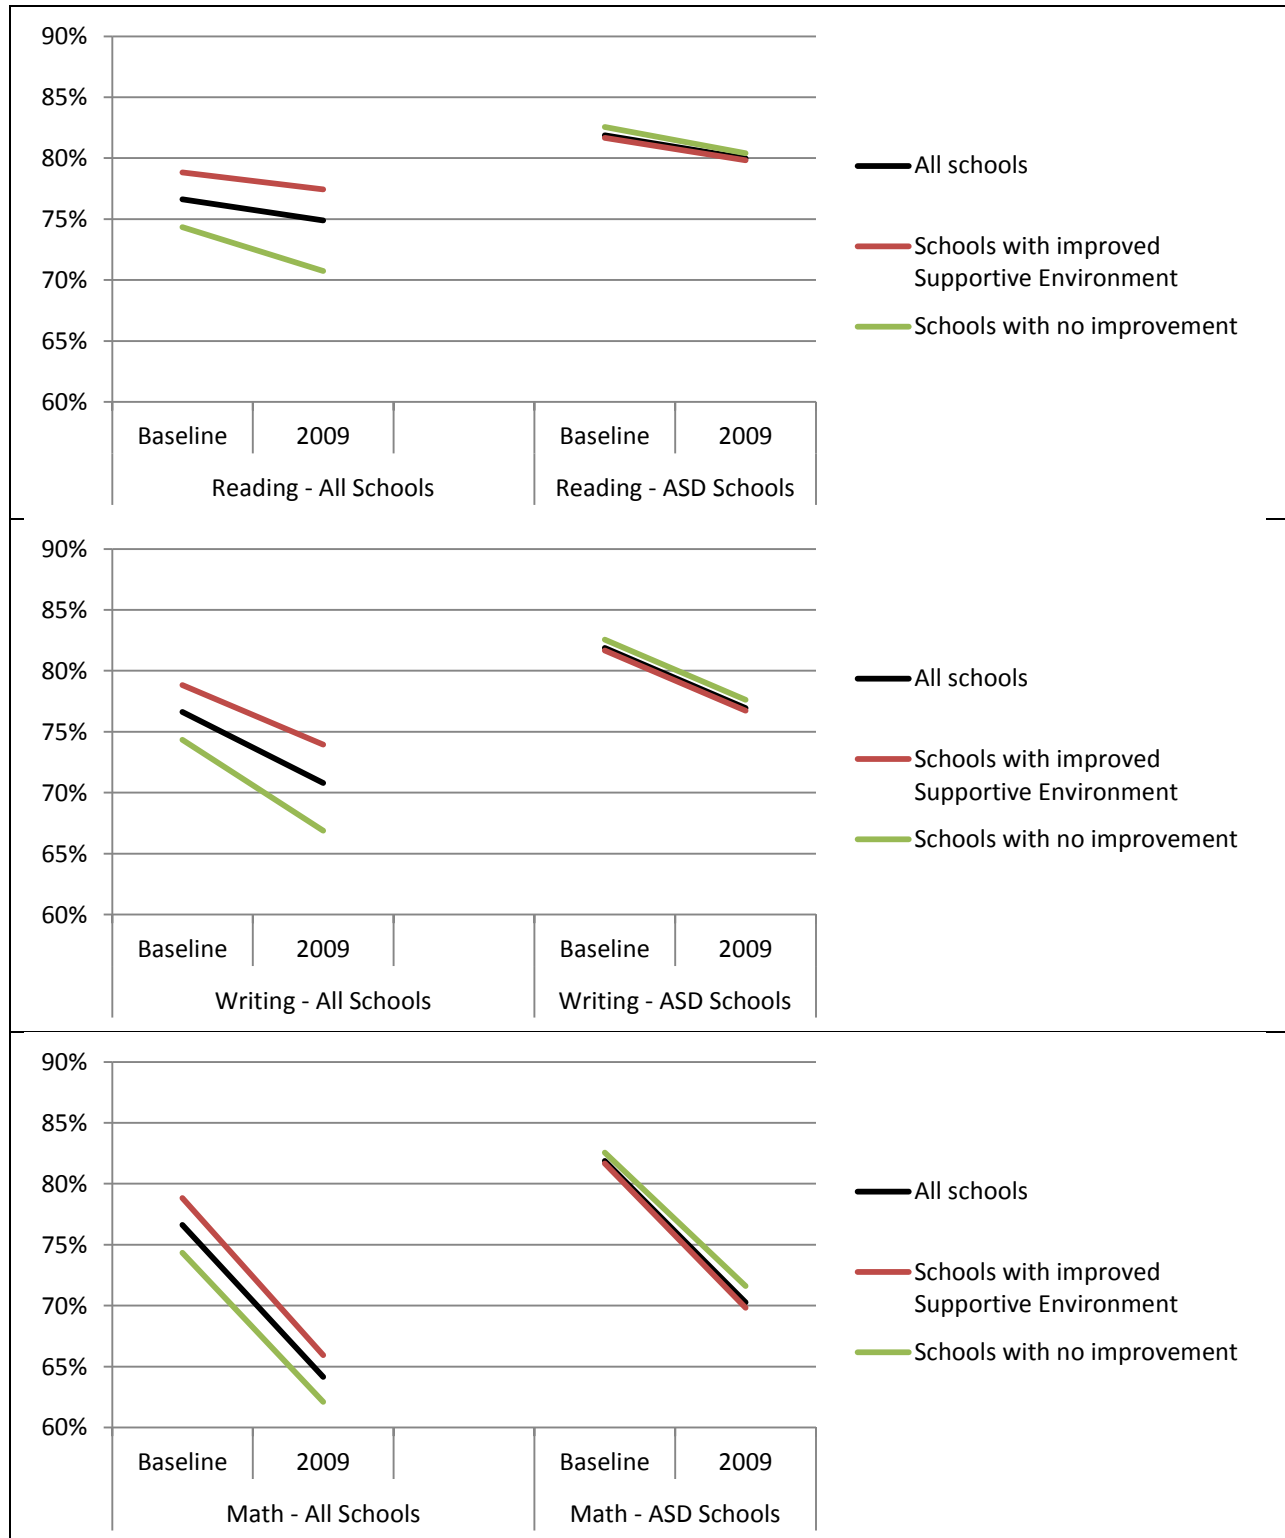 90%
85%
80%
75%
70%
65%
60%
Baseline 2009 Baseline 2009
Reading - All Schools Reading - ASD Schools
All schools
Schools with improved
Supportive Environment
Schools with no improvement
90%
85%
80%
75%
70%
65%
60%
Baseline 2009 Baseline 2009
Writing - All Schools Writing - ASD Schools
All schools
Schools with improved
Supportive Environment
Schools with no improvement
90%
85%
80%
75%
70%
65%
60%
Baseline 2009 Baseline 2009
Math - All Schools Math - ASD Schools
All schools
Schools with improved
Supportive Environment
Schools with no improvement